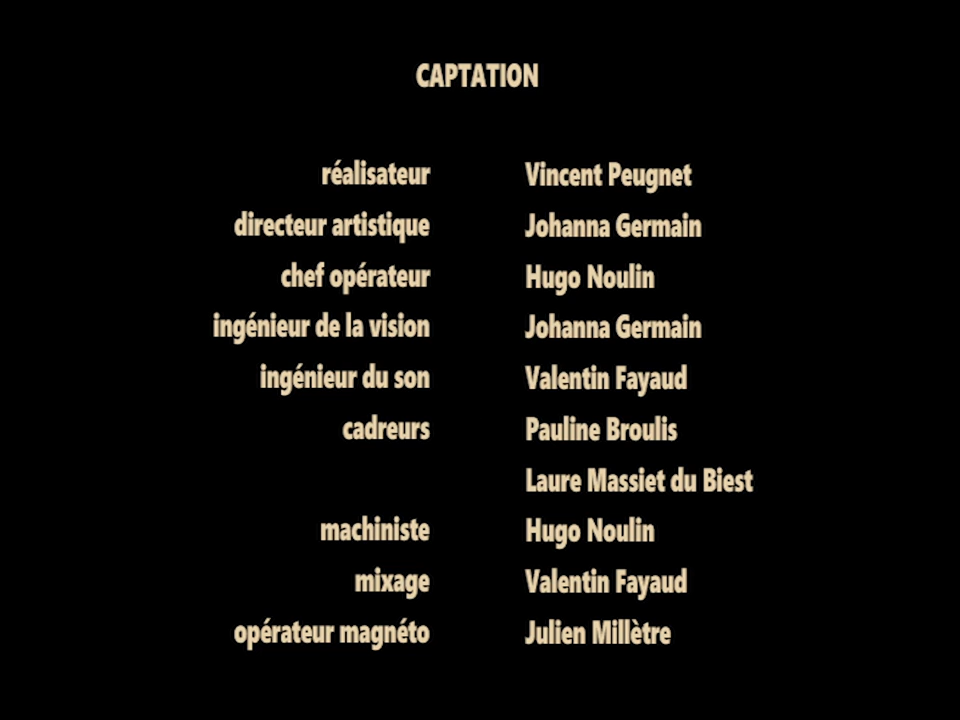 CAPTATION
réalisateur Vincent Peugnet
directeur artistique Johanna Germain
chef opérateur Hugo Noulin
ingénieur de la vision Johanna Germain
ingénieur du son Valentin Fayaud
cadreurs Pauline Broulis
Laure Massiet du Biest
machiniste Hugo Noulin
mixage Valentin Fayaud
opérateur magnéto Julien Millètre